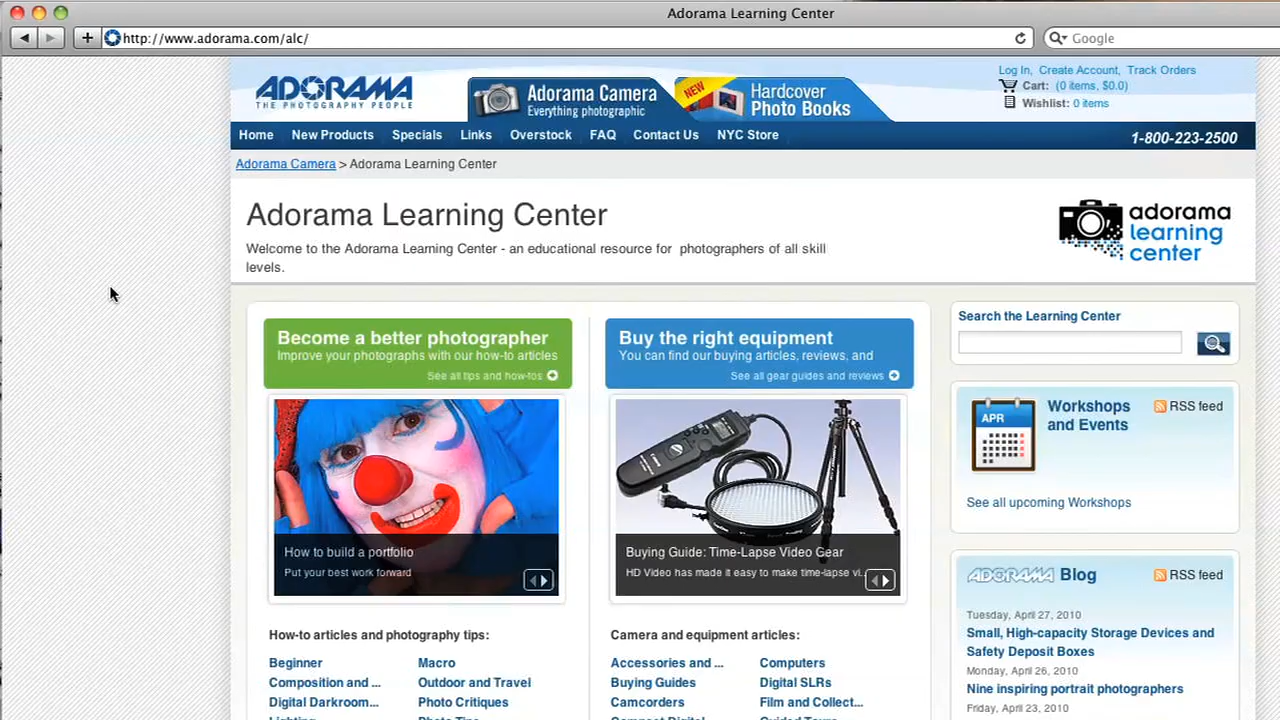 Adorama Learning Center
http://www.adorama.com/alc/
Google
ADORAMA
THE PHOTOGRAPHY PEOPLE
Adorama Camera
Everything photographic
NEW
Hardcover
Photo Books
Log In, Create Account, Track Orders
Cart: (0 items, $0.0)
Wishlist: 0 items
Home New Products Specials Links Overstock FAQ Contact Us NYC Store
1-800-223-2500
Adorama Camera > Adorama Learning Center
Adorama Learning Center
Welcome to the Adorama Learning Center - an educational resource for photographers of all skill
levels.
adorama
learning
center
Become a better photographer
Improve your photographs with our how-to articles
See all tips and how-tos
Buy the right equipment
You can find our buying articles, reviews, and
See all gear guides and reviews
Search the Learning Center
How to build a portfolio
Put your best work forward
Buying Guide: Time-Lapse Video Gear
HD Video has made it easy to make time-lapse vi...
APR
Workshops
and Events
RSS feed
See all upcoming Workshops
ADORAMA Blog
RSS feed
Tuesday, April 27, 2010
Small, High-capacity Storage Devices and
Safety Deposit Boxes
Monday, April 26, 2010
Nine inspiring portrait photographers
Friday, April 23, 2010
How-to articles and photography tips:
Beginner Macro
Composition and ... Outdoor and Travel
Digital Darkroom... Photo Critiques
Lighting Photo Tips
Camera and equipment articles:
Accessories and ... Computers
Buying Guides Digital SLRs
Camcorders Film and Collect...
Compact Digital Guided Tours